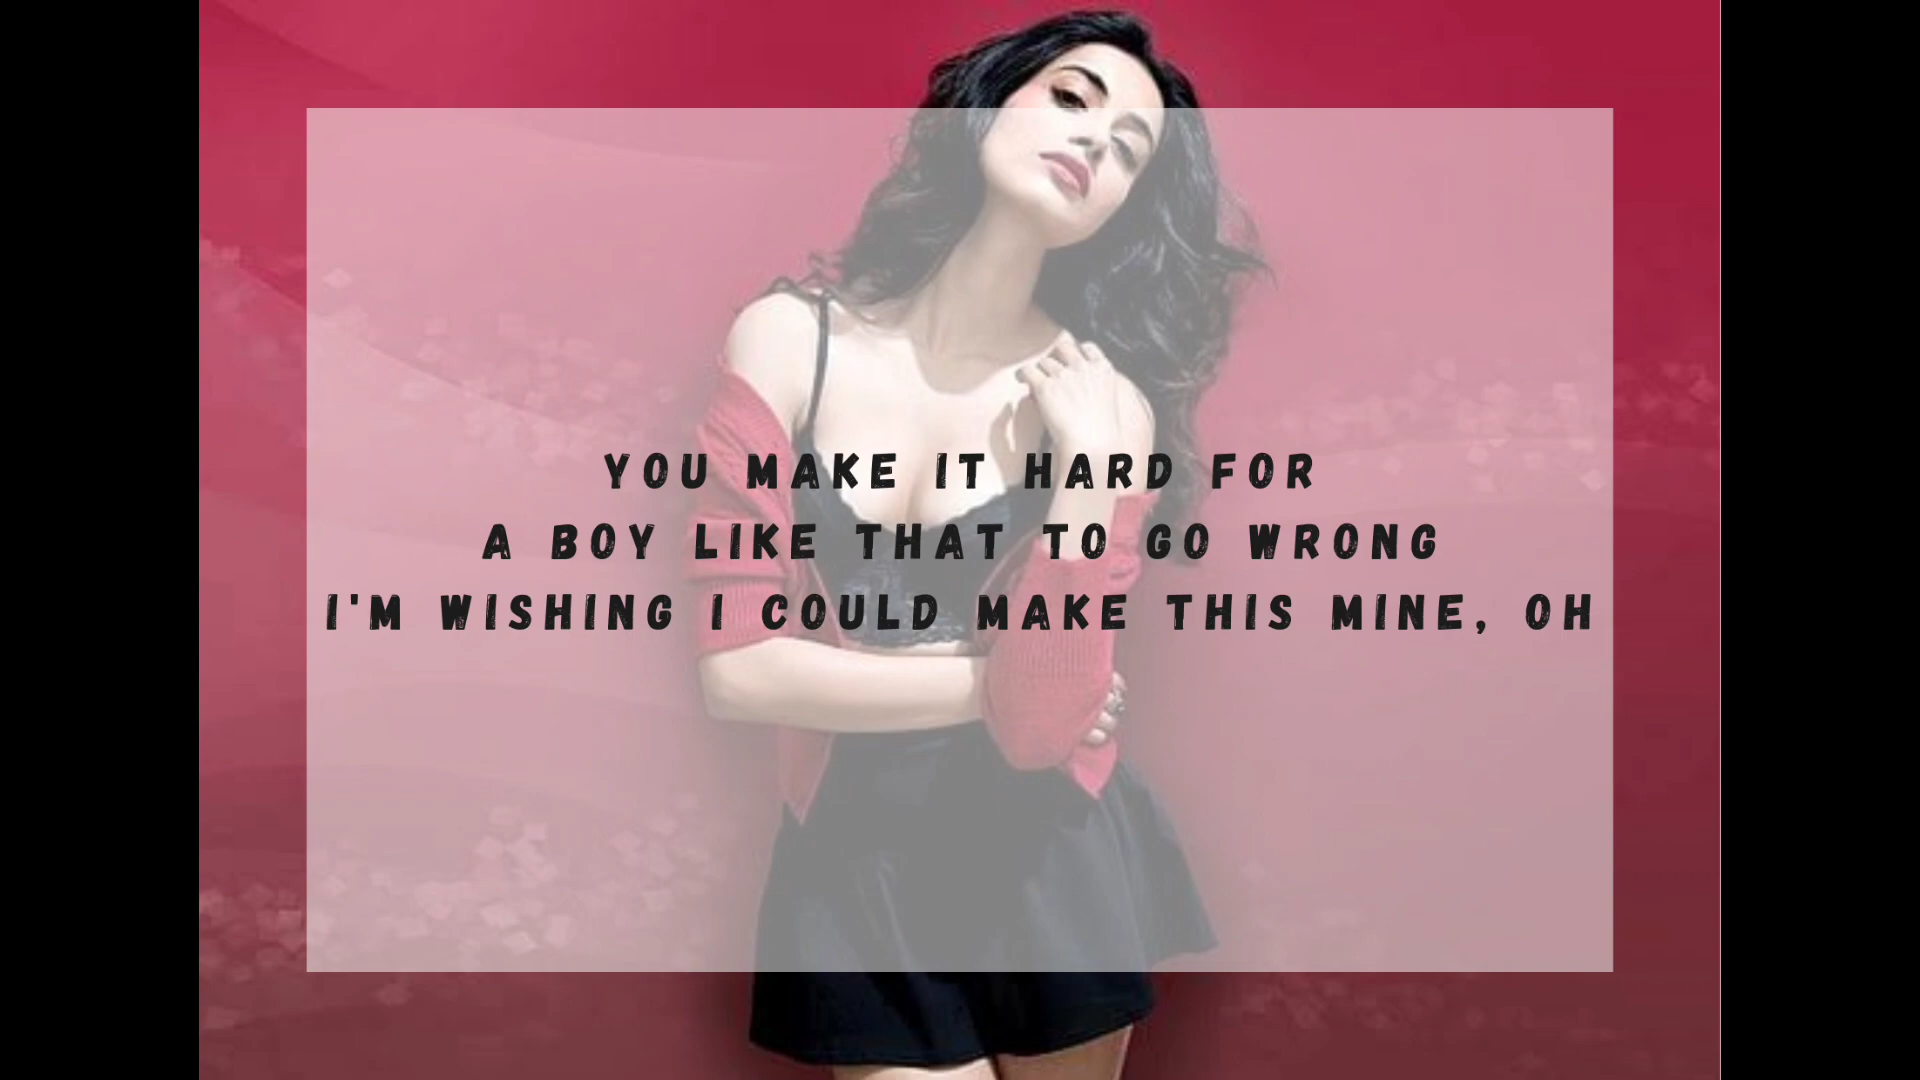 YOU MAKE IT HARD FOR
A BOY LIKE THAT TO GO WRONG
I'M WISHING I COULD MAKE THIS MINE, OH